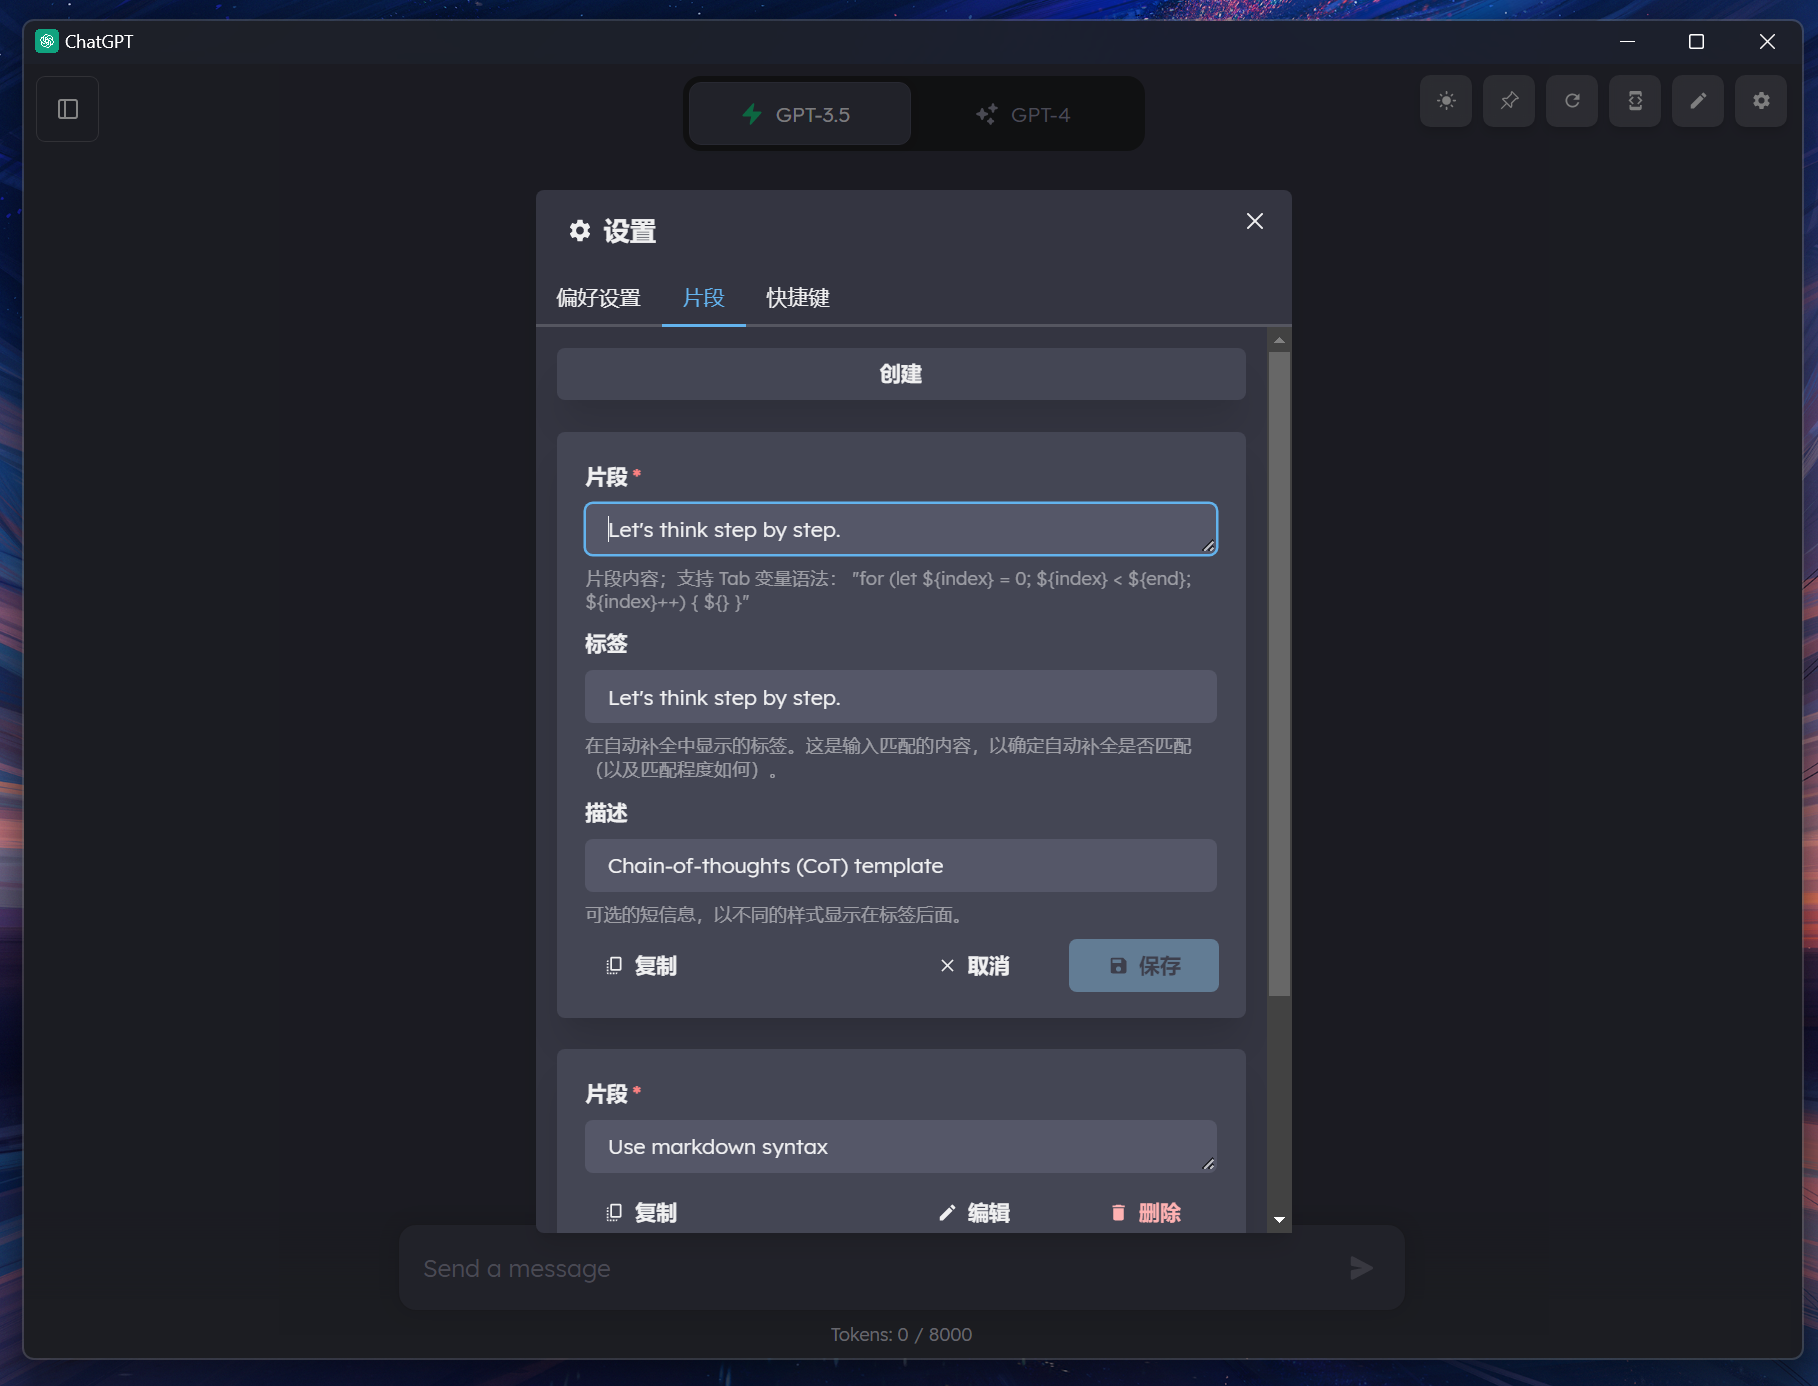 ChatGPT
GPT-3.5
GPT-4
设置
偏好设置
片段
快捷键
创建
片段 *
Let's think step by step.
片段内容；支持 Tab 变量语法： "for (let ${index} = 0; ${index} < ${end};
${index}++) { ${} }"
标签
Let's think step by step.
在自动补全中显示的标签。这是输入匹配的内容，以确定自动补全是否匹配
（以及匹配程度如何）。
描述
Chain-of-thoughts (CoT) template
可选的短信息，以不同的样式显示在标签后面。
复制
取消
保存
片段 *
Use markdown syntax
复制
编辑
删除
Send a message
Tokens: 0 / 8000